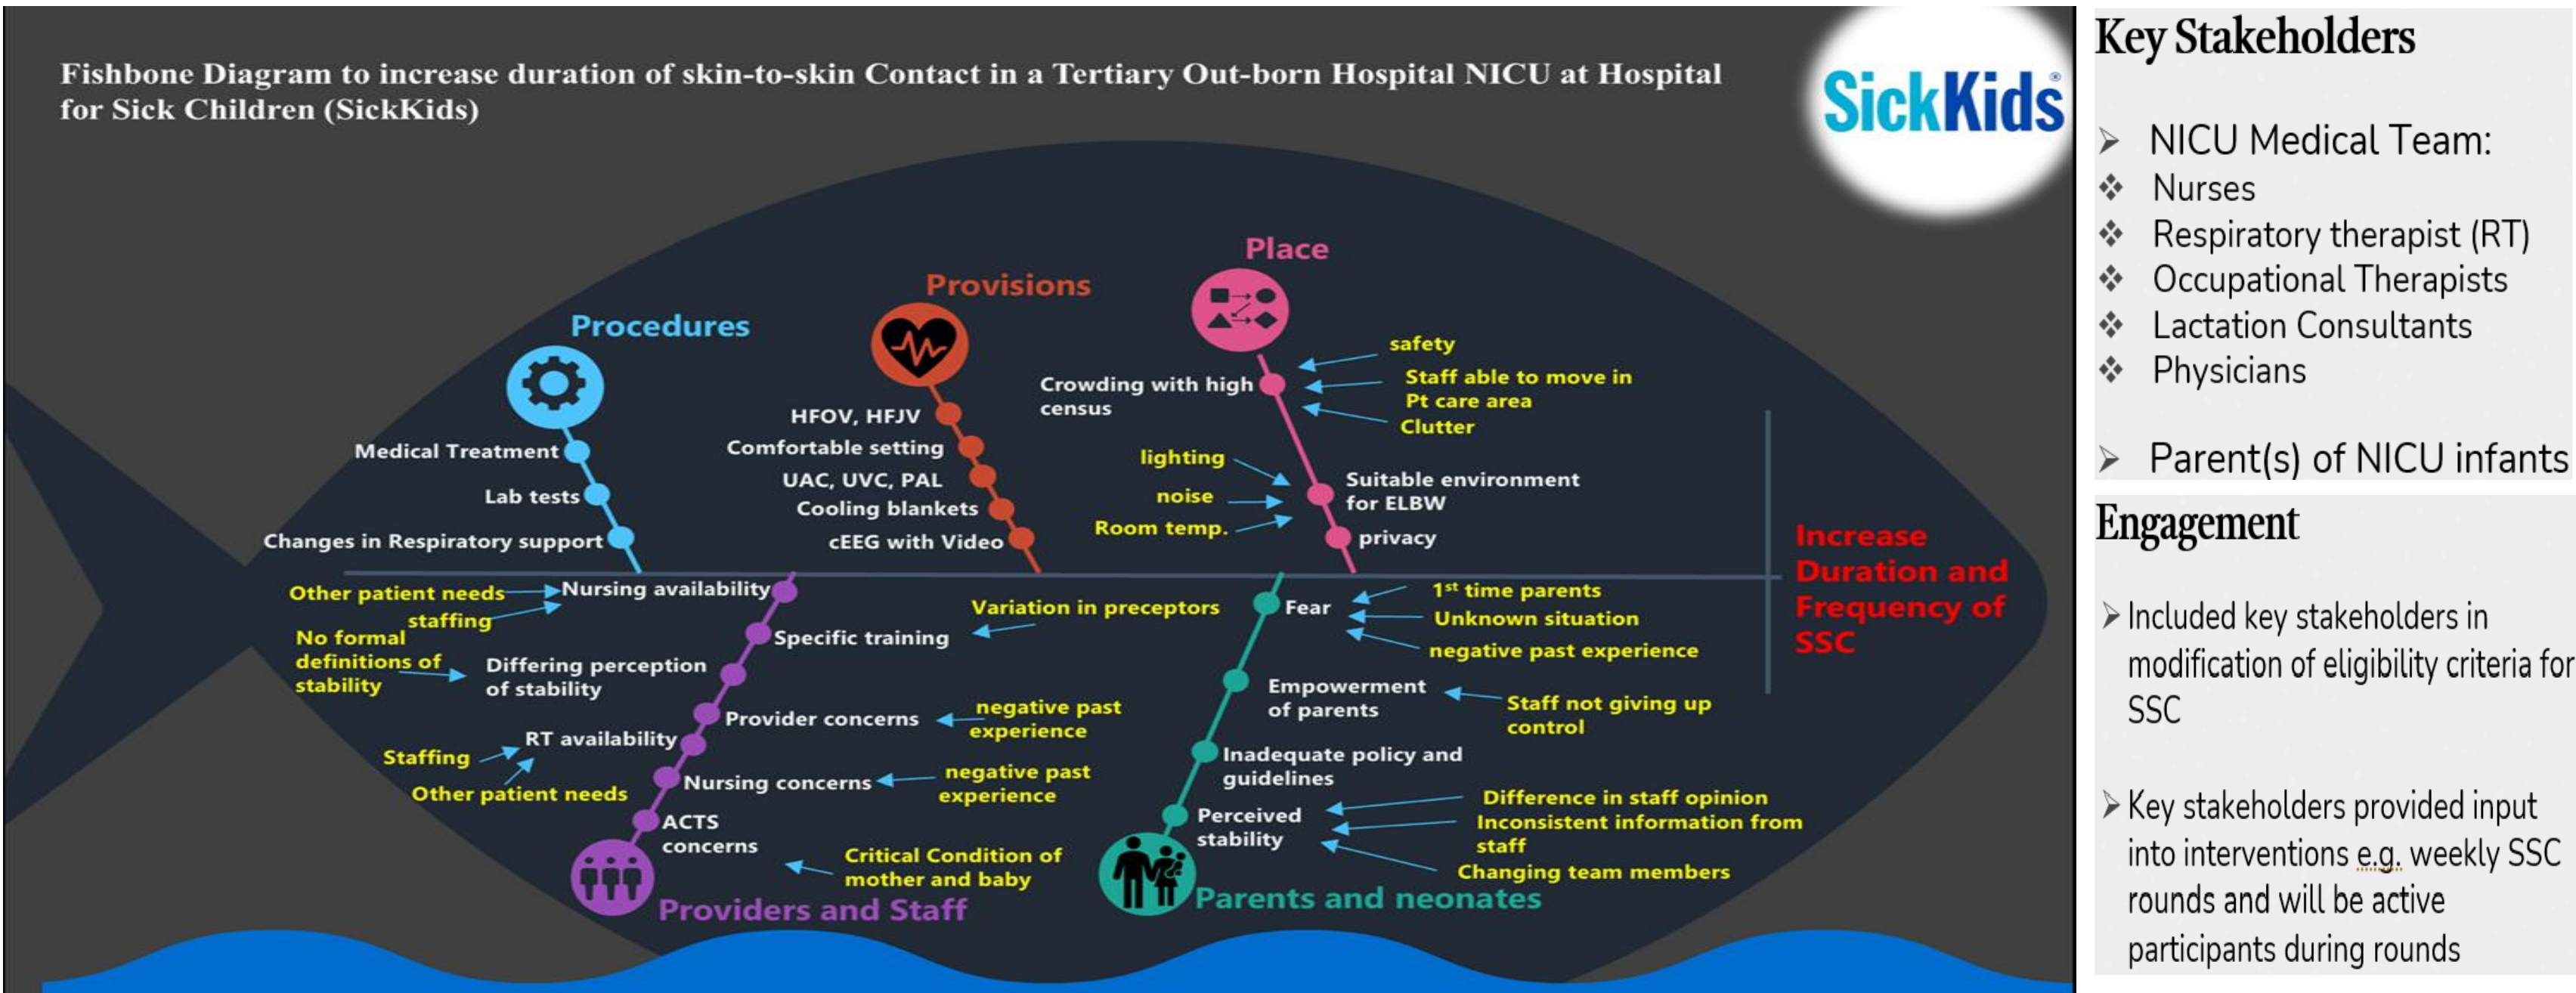 Fishbone Diagram to increase duration of skin-to-skin Contact in a Tertiary Out-born Hospital NICU at Hospital
for Sick Children (SickKids)
SickKids®
Procedures
Medical Treatment
Lab tests
Changes in Respiratory support
Provisions
HFOV, HFJV
Comfortable setting
UAC, UVC, PAL
Cooling blankets
cEEG with Video
Place
Crowding with high
census
safety
Staff able to move in
Pt care area
Clutter
lighting
noise
Room temp.
Suitable environment
for ELBW
privacy
Increase
Duration and
Frequency of
SSC
Other patient needs
staffing
Nursing availability
Variation in preceptors
Specific training
No formal
definitions of
stability
Differing perception
of stability
Provider concerns
negative past
experience
RT availability
Staffing
Other patient needs
Nursing concerns
negative past
experience
ACTS
concerns
Critical Condition of
mother and baby
Providers and Staff
Fear
1st time parents
Unknown situation
negative past experience
Empowerment
of parents
Staff not giving up
control
Inadequate policy and
guidelines
Perceived
stability
Difference in staff opinion
Inconsistent information from
staff
Changing team members
Parents and neonates
Key Stakeholders
➢ NICU Medical Team:
❖ Nurses
❖ Respiratory therapist (RT)
❖ Occupational Therapists
❖ Lactation Consultants
❖ Physicians
➢ Parent(s) of NICU infants
Engagement
➢ Included key stakeholders in
modification of eligibility criteria for
SSC
➢ Key stakeholders provided input
into interventions e.g. weekly SSC
rounds and will be active
participants during rounds